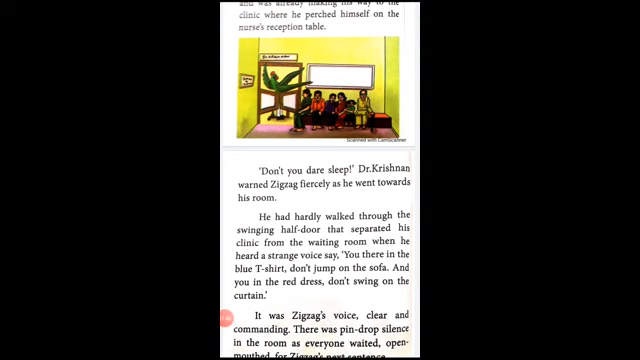 and was already making his way to the
clinic where he perched himself on the
nurse's reception table.
Scanned with CamScanner
'Don't you dare sleep!' Dr.Krishnan
warned Zigzag fiercely as he went towards
his room.
He had hardly walked through the
swinging half-door that separated his
clinic from the waiting room when he
heard a strange voice say, 'You there in the
blue T-shirt, don't jump on the sofa. And
you in the red dress, don't swing on the
curtain.'
It was Zigzag's voice, clear and
commanding. There was pin-drop silence
in the room as everyone waited, open-
mouthed for Zigzag's next sentence